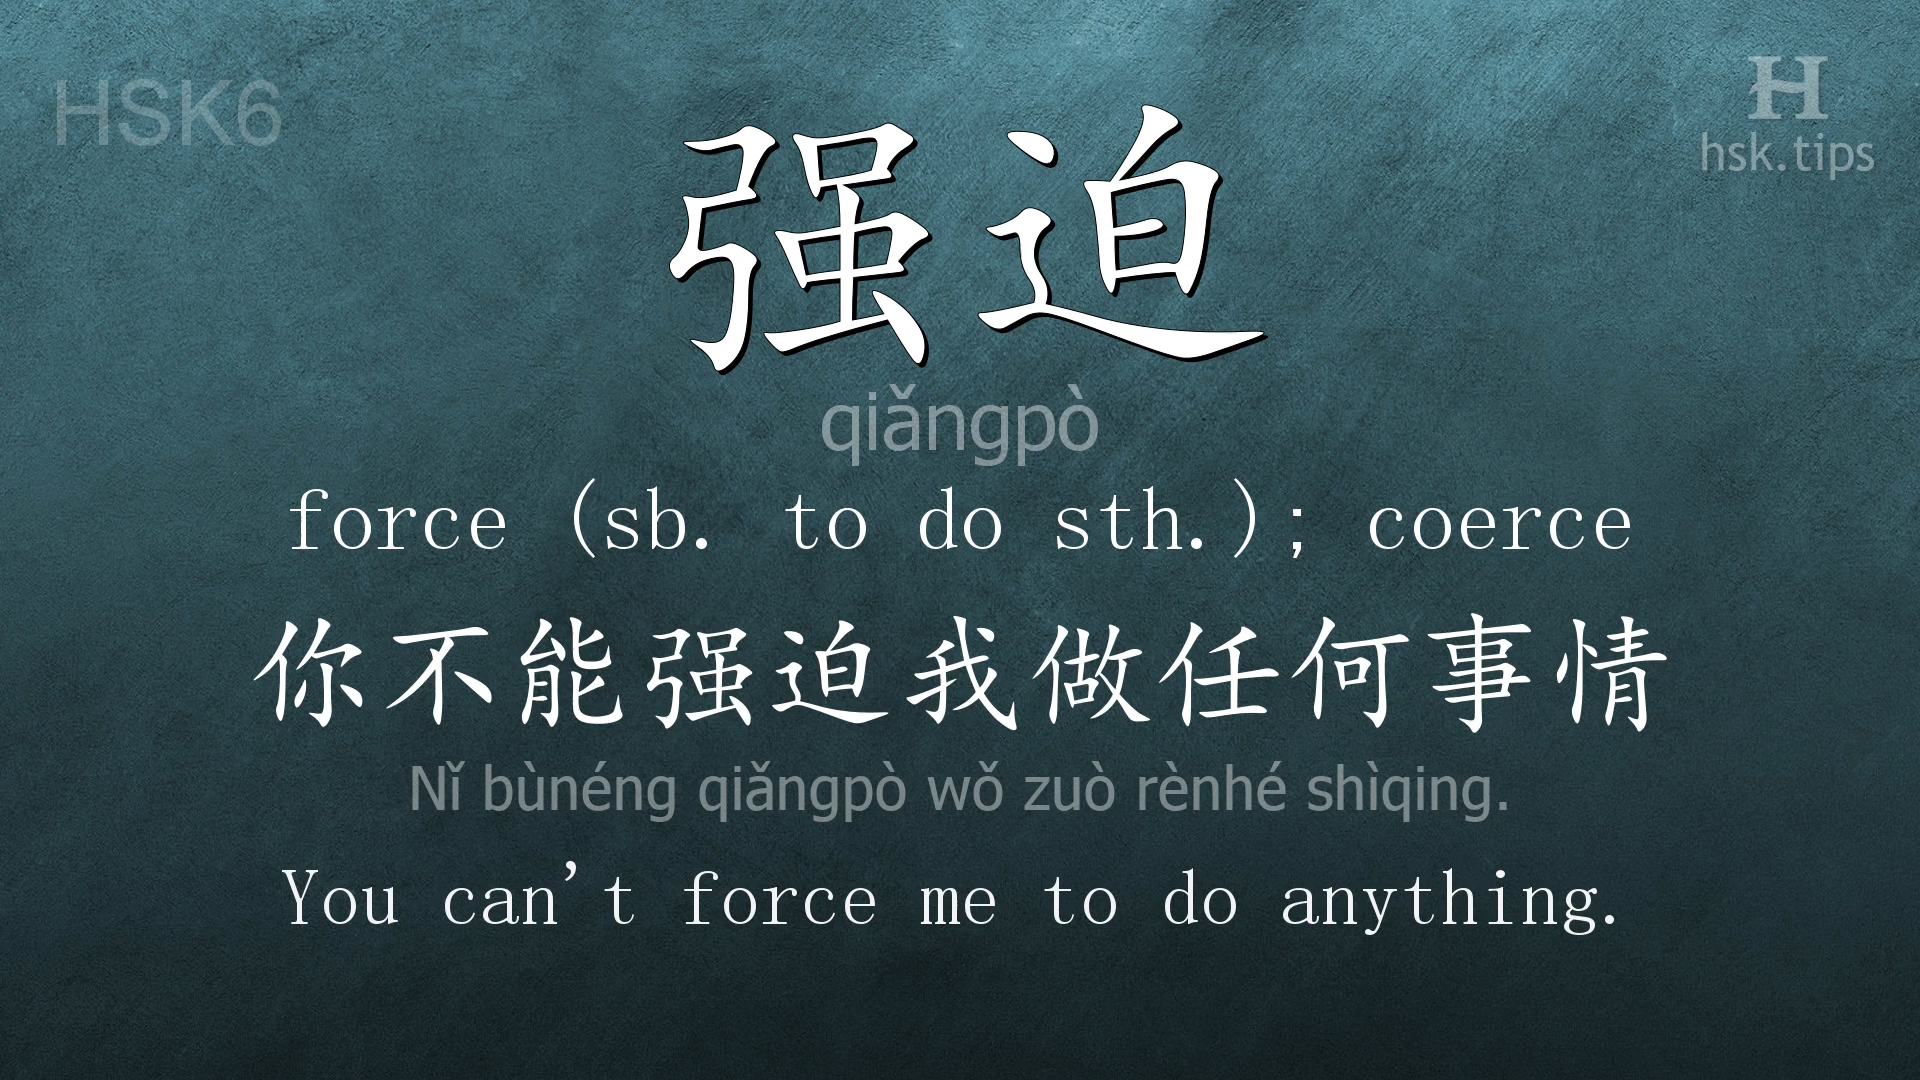 HSK6
H
hsk.tips
强迫
qiǎngpò
force (sb. to do sth.); coerce
你不能强迫我做任何事情
Nǐ bùnéng qiǎngpò wǒ zuò rènhé shìqing.
You can't force me to do anything.